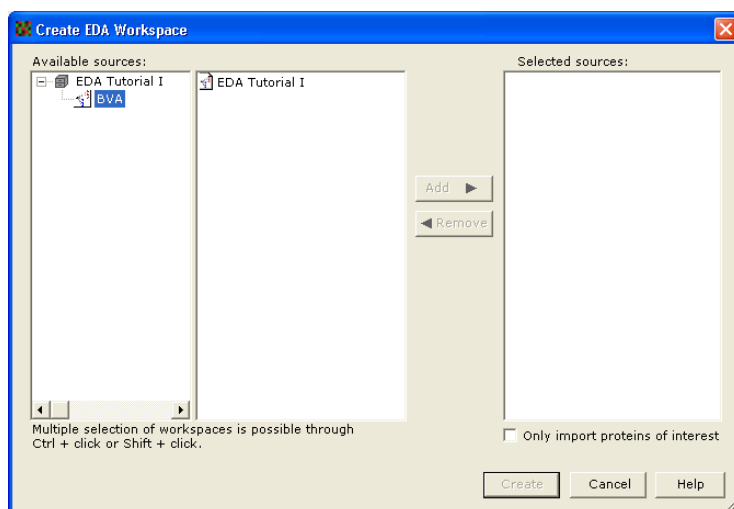 Create EDA Workspace
Available sources:
Selected sources:
EDA Tutorial I
BVA
EDA Tutorial I
Add
Remove
Multiple selection of workspaces is possible through
Ctrl + click or Shift + click.
Only import proteins of interest
Create
Cancel
Help